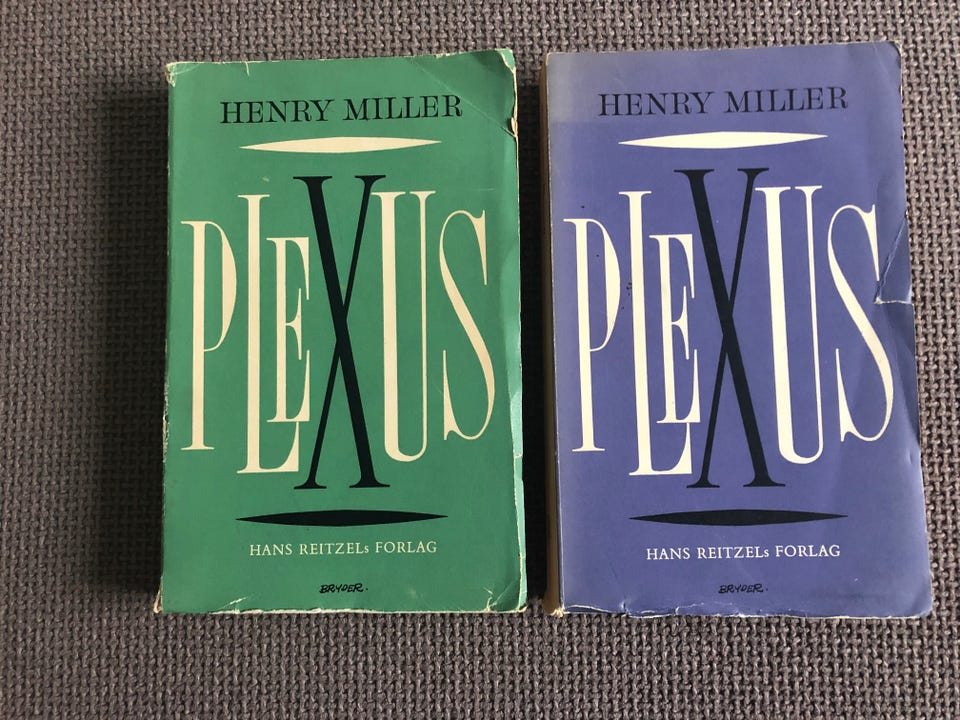 HENRY MILLER
PLEXUS
HANS REITZELs FORLAG
BRYDER.
HENRY MILLER
PLEXUS
HANS REITZELs FORLAG
BRYDER.